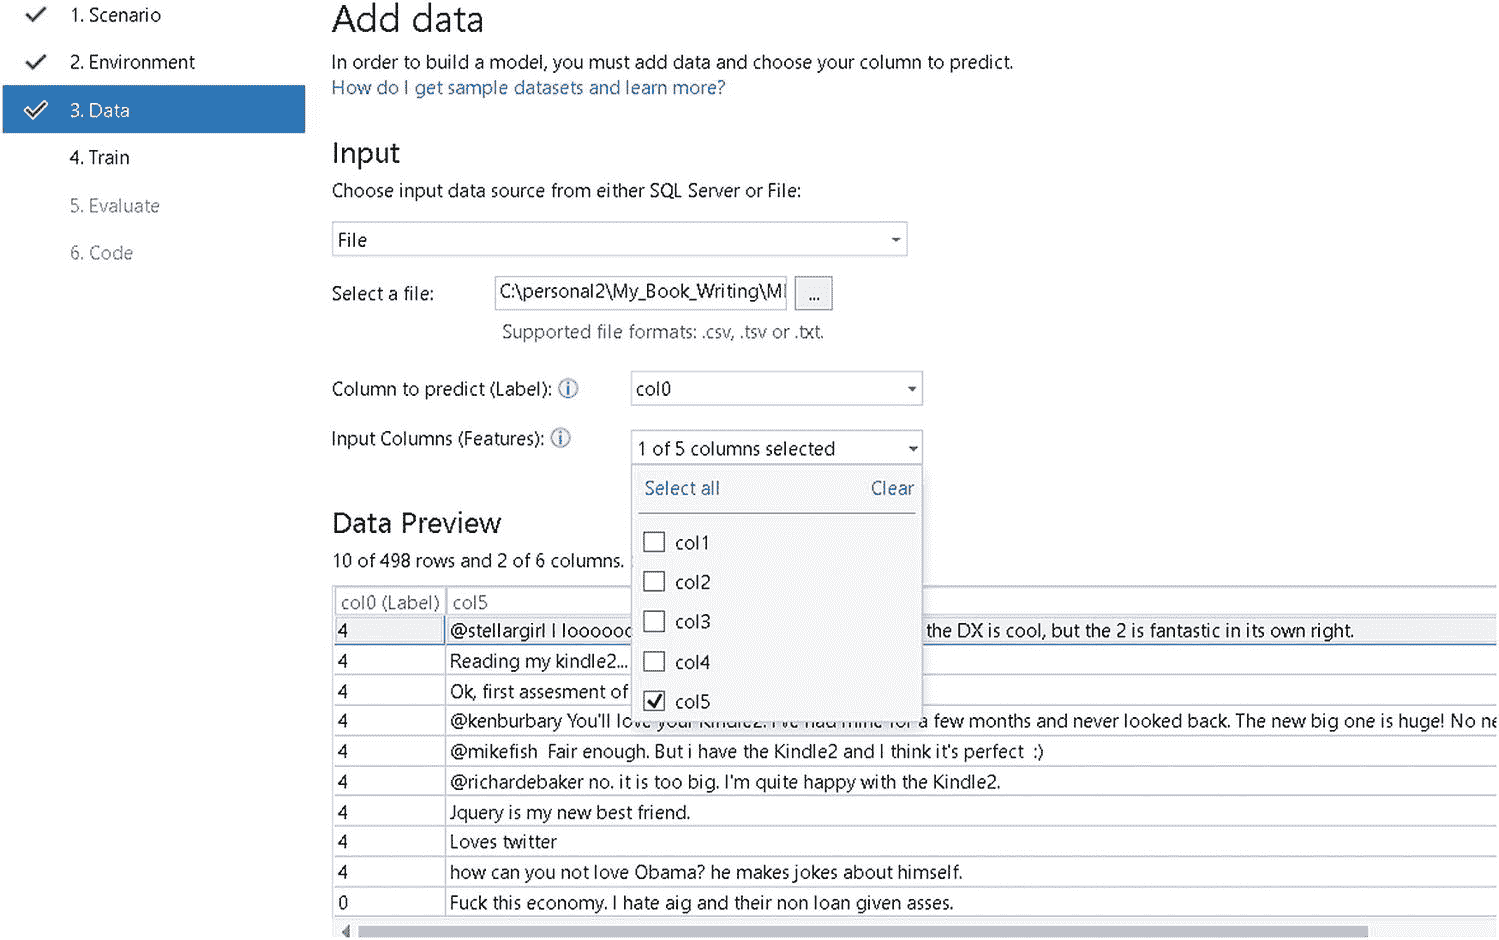 1. Scenario
2. Environment
3. Data
4. Train
5. Evaluate
6. Code
Add data
In order to build a model, you must add data and choose your column to predict.
How do I get sample datasets and learn more?
Input
Choose input data source from either SQL Server or File:
File
Select a file: C:\personal2\My_Book_Writing\Ml ...
Supported file formats: .csv, .tsv or .txt.
Column to predict (Label): col0
Input Columns (Features): 1 of 5 columns selected
Select all Clear
col1
col2
col3
col4
col5
Data Preview
10 of 498 rows and 2 of 6 columns.
col0 (Label) col5
4 @stellargirl I looooooo the DX is cool, but the 2 is fantastic in its own right.
4 Reading my kindle2...
4 Ok, first assesment of
4 @kenburbary You'll love your Kindle2. I've had mine for a few months and never looked back. The new big one is huge! No ne
4 @mikefish Fair enough. But i have the Kindle2 and I think it's perfect :)
4 @richardebaker no. it is too big. I'm quite happy with the Kindle2.
4 Jquery is my new best friend.
4 Loves twitter
4 how can you not love Obama? he makes jokes about himself.
0 Fuck this economy. I hate aig and their non loan given asses.